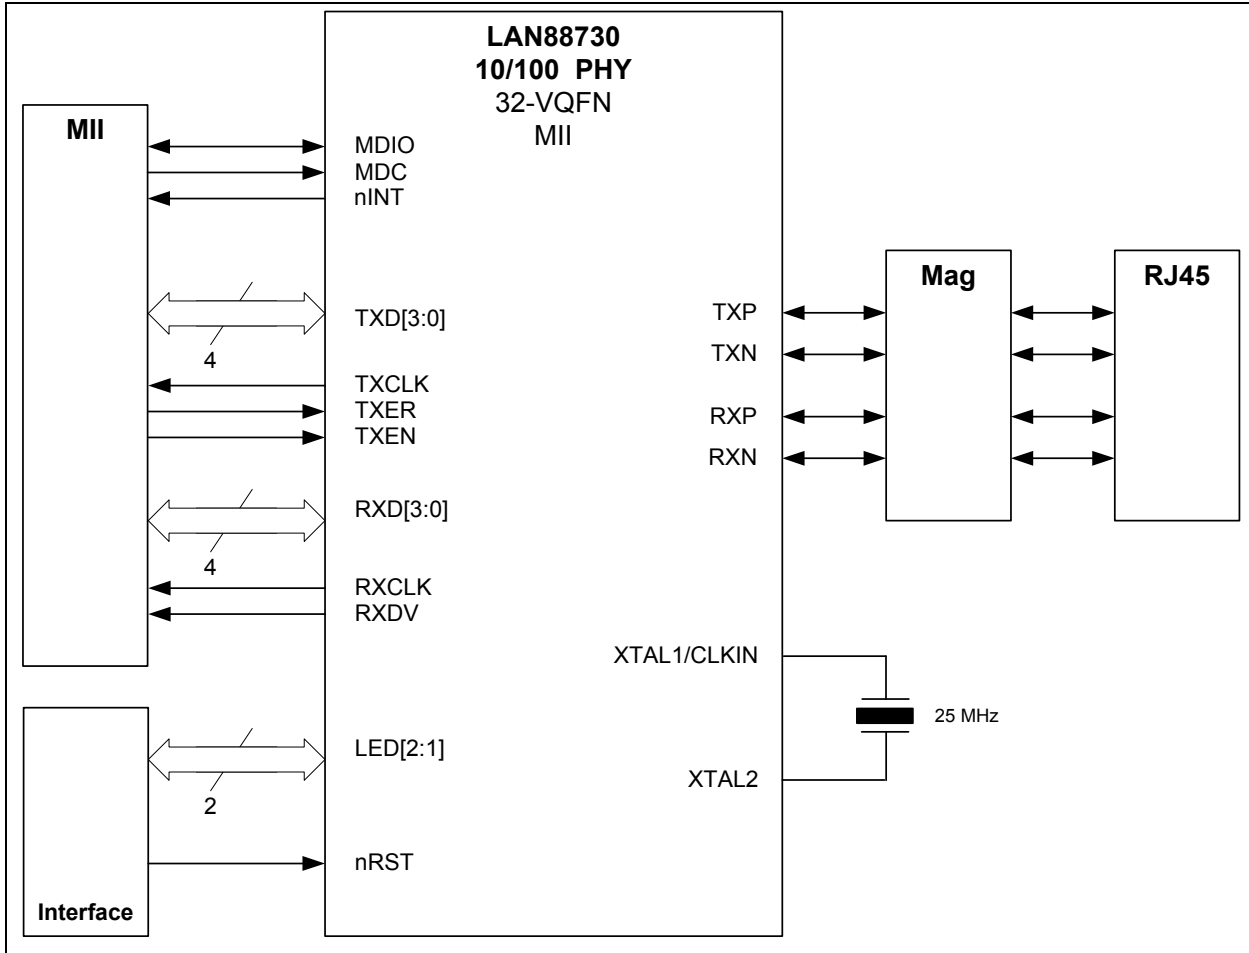 LAN88730
10/100 PHY
32-VQFN
MII
MII
MDIO
MDC
nINT
TXD[3:0]
4
TXCLK
TXER
TXEN
RXD[3:0]
4
RXCLK
RXDV
LED[2:1]
2
nRST
Interface
TXP
TXN
RXP
RXN
Mag
RJ45
XTAL1/CLKIN
25 MHz
XTAL2